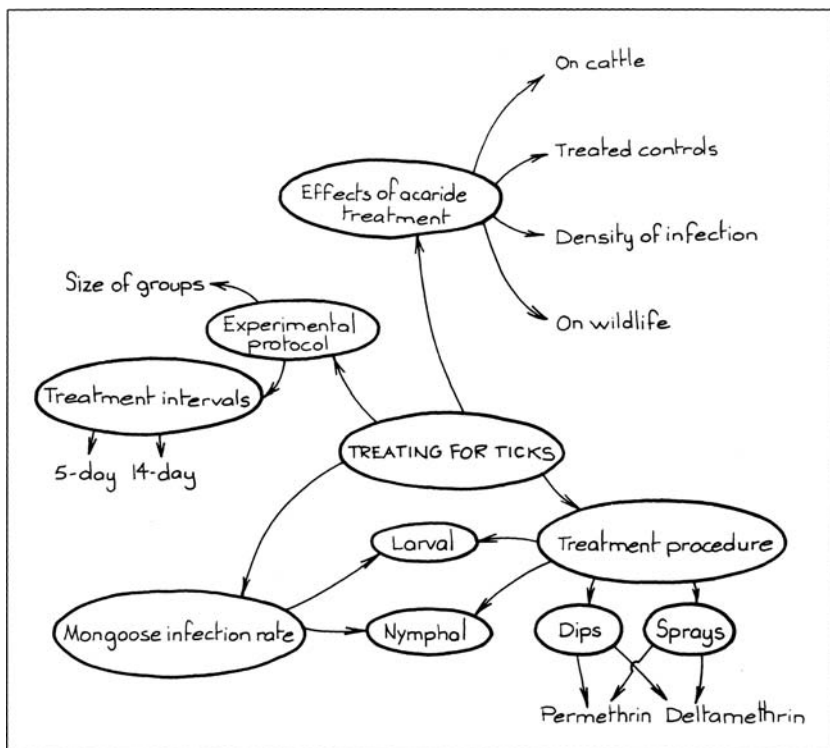 On cattle
Treated controls
Effects of acaride
treatment
Density of infection
On wildlife
Size of groups
Experimental
protocol
Treatment intervals
5-day 14-day
TREATING FOR TICKS
Larval
Treatment procedure
Mongoose infection rate
Nymphal
Dips
Sprays
Permethrin
Deltamethrin